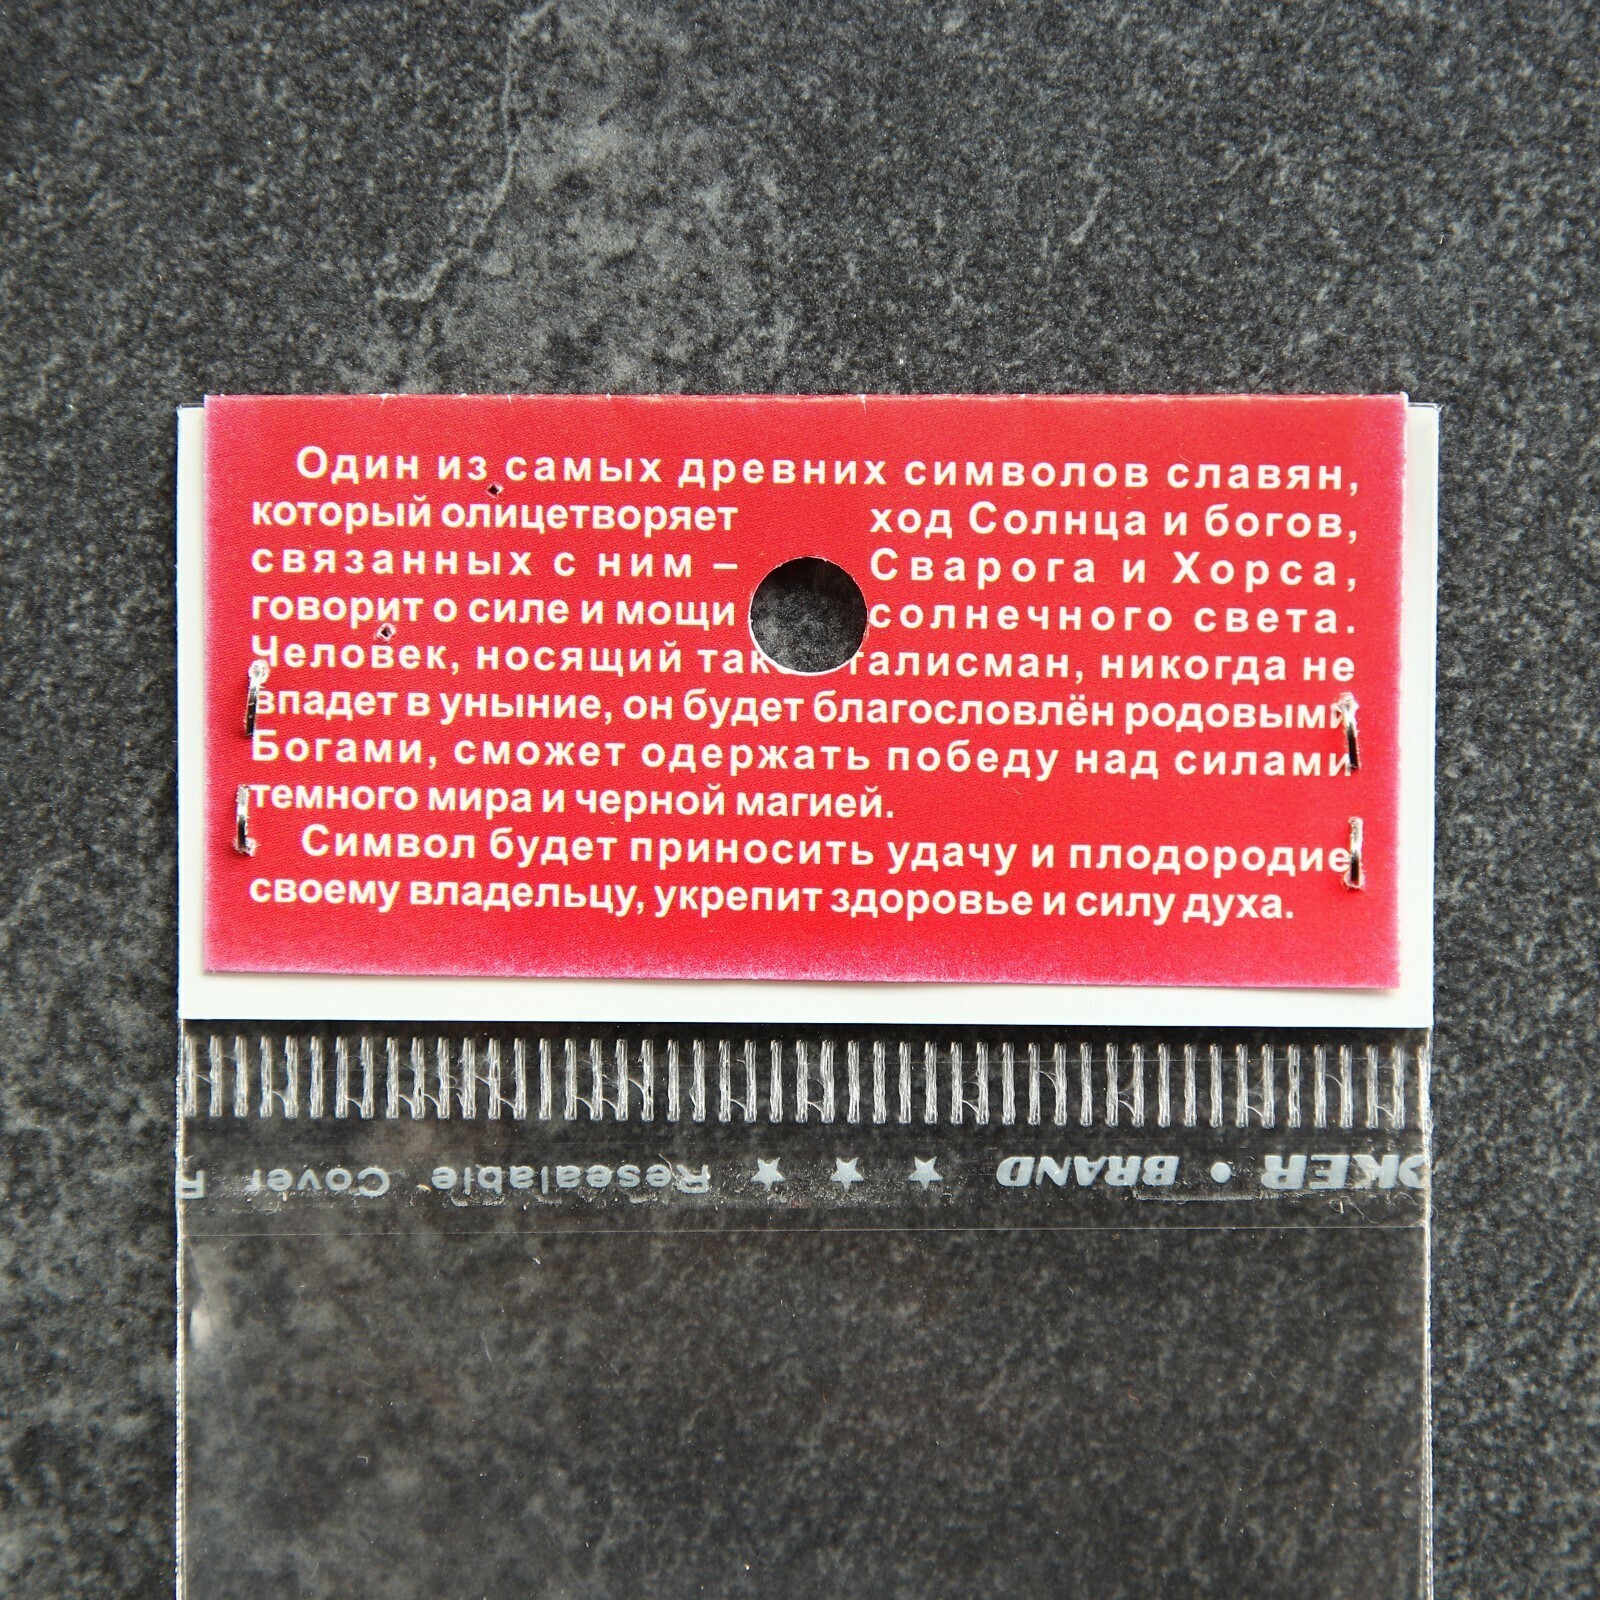 Один из самых древних символов славян,
который олицетворяет ход Солнца и богов,
связанных с ним – Сварога и Хорса,
говорит о силе и мощи солнечного света.
Человек, носящий талисман, никогда не
впадет в уныние, он будет благословлён родовыми
Богами, сможет одержать победу над силами
темного мира и черной магией.
Символ будет приносить удачу и плодородие
своему владельцу, укрепит здоровье и силу духа.
BRAND ★ ★ ★ Resealable Cover